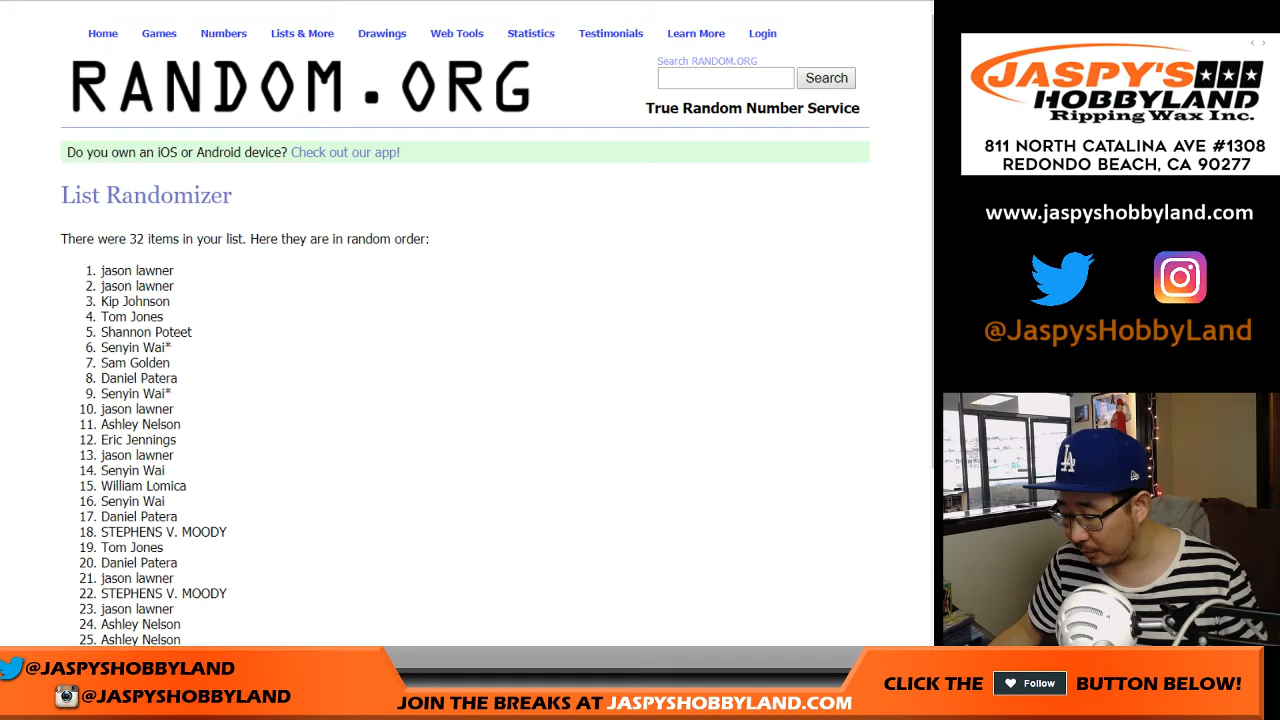 Home Games Numbers Lists & More Drawings Web Tools Statistics Testimonials Learn More Login
RANDOM.ORG
Search RANDOM.ORG
Search
True Random Number Service
Do you own an iOS or Android device? Check out our app!
List Randomizer
There were 32 items in your list. Here they are in random order:
1. jason lawner
2. jason lawner
3. Kip Johnson
4. Tom Jones
5. Shannon Poteet
6. Senyin Wai*
7. Sam Golden
8. Daniel Patera
9. Senyin Wai*
10. jason lawner
11. Ashley Nelson
12. Eric Jennings
13. jason lawner
14. Senyin Wai
15. William Lomica
16. Senyin Wai
17. Daniel Patera
18. STEPHENS V. MOODY
19. Tom Jones
20. Daniel Patera
21. jason lawner
22. STEPHENS V. MOODY
23. jason lawner
24. Ashley Nelson
25. Ashley Nelson
JASPY'S
HOBBYLAND
Ripping Wax Inc.
811 NORTH CATALINA AVE #1308
REDONDO BEACH, CA 90277
www.jaspyshobbyland.com
@JaspysHobbyLand
LA
@JASPYSHOBBYLAND
@JASPYSHOBBYLAND
JOIN THE BREAKS AT JASPYSHOBBYLAND.COM
CLICK THE Follow BUTTON BELOW!